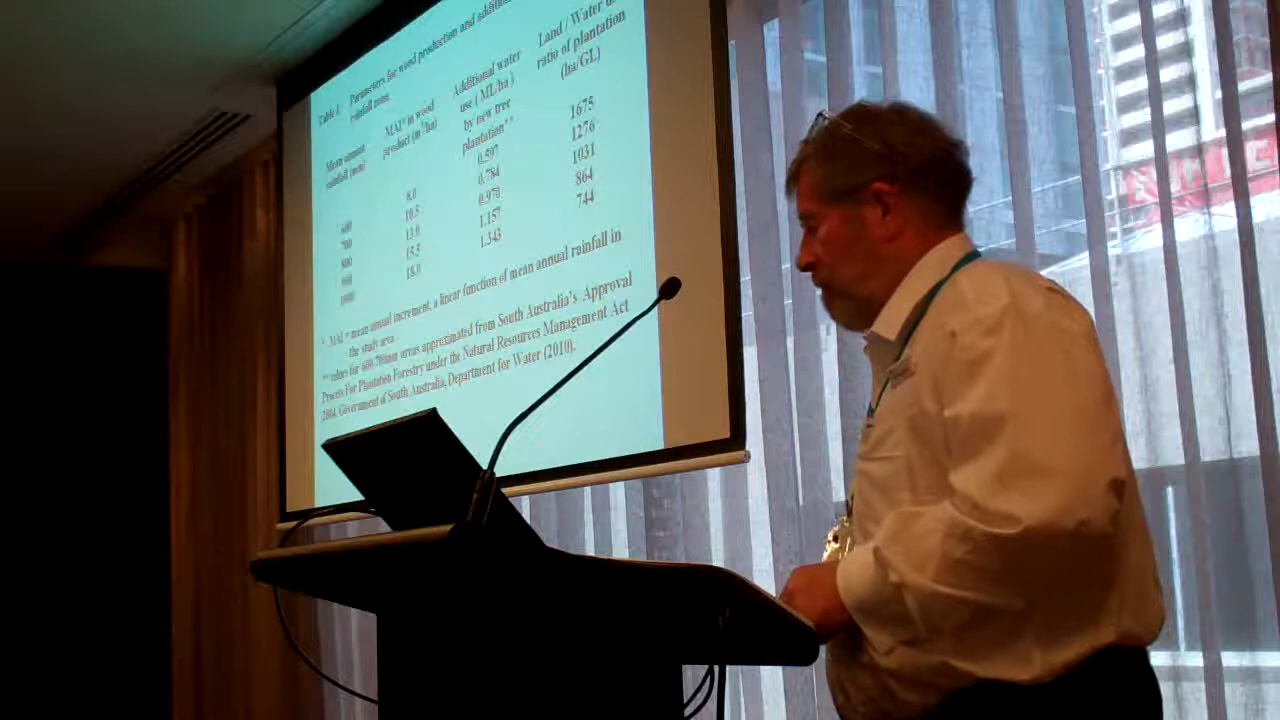 Table 1. Parameters for wood production and additio
rainfall zone.
Mean annual rainfall (mm)
MAI* in wood product (m³/ha)
Additional water use ( ML/ha ) by new tree plantation**
Land / Water u ratio of plantation (ha/GL)
600 8.0 0.597 1675
700 10.5 0.784 1276
800 13.0 0.970 1031
900 15.5 1.157 864
1000 18.0 1.343 744
* MAI = mean annual increment, a linear function of mean annual rainfall in
the study area
** values for 600-700mm areas approximated from South Australia's Approval
Process For Plantation Forestry under the Natural Resources Management Act
2004, Government of South Australia, Department for Water (2010).